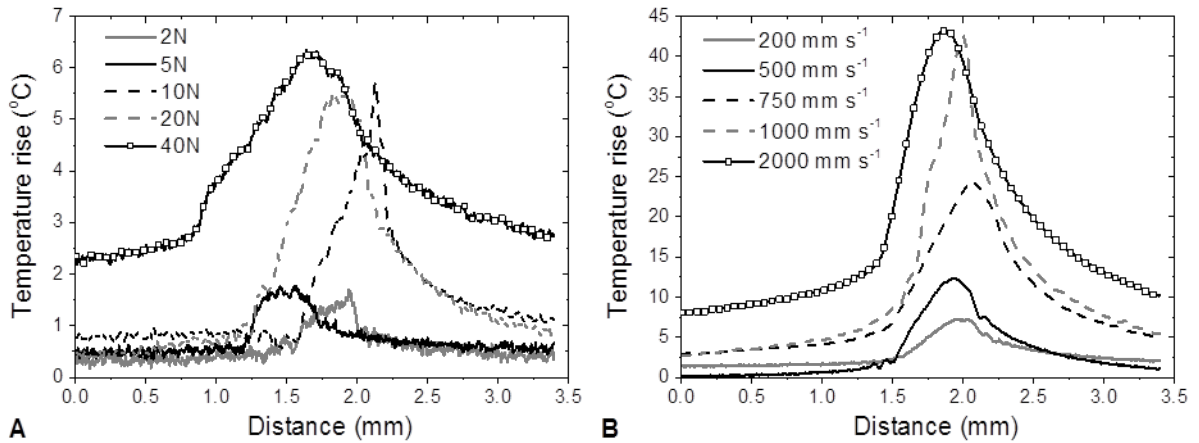 7
6
5
4
3
2
1
0
Temperature rise (°C)
2N
5N
10N
20N
40N
0.0 0.5 1.0 1.5 2.0 2.5 3.0 3.5
A Distance (mm)
45
40
35
30
25
20
15
10
5
0
Temperature rise (°C)
200 mm s⁻¹
500 mm s⁻¹
750 mm s⁻¹
1000 mm s⁻¹
2000 mm s⁻¹
0.0 0.5 1.0 1.5 2.0 2.5 3.0 3.5
B Distance (mm)